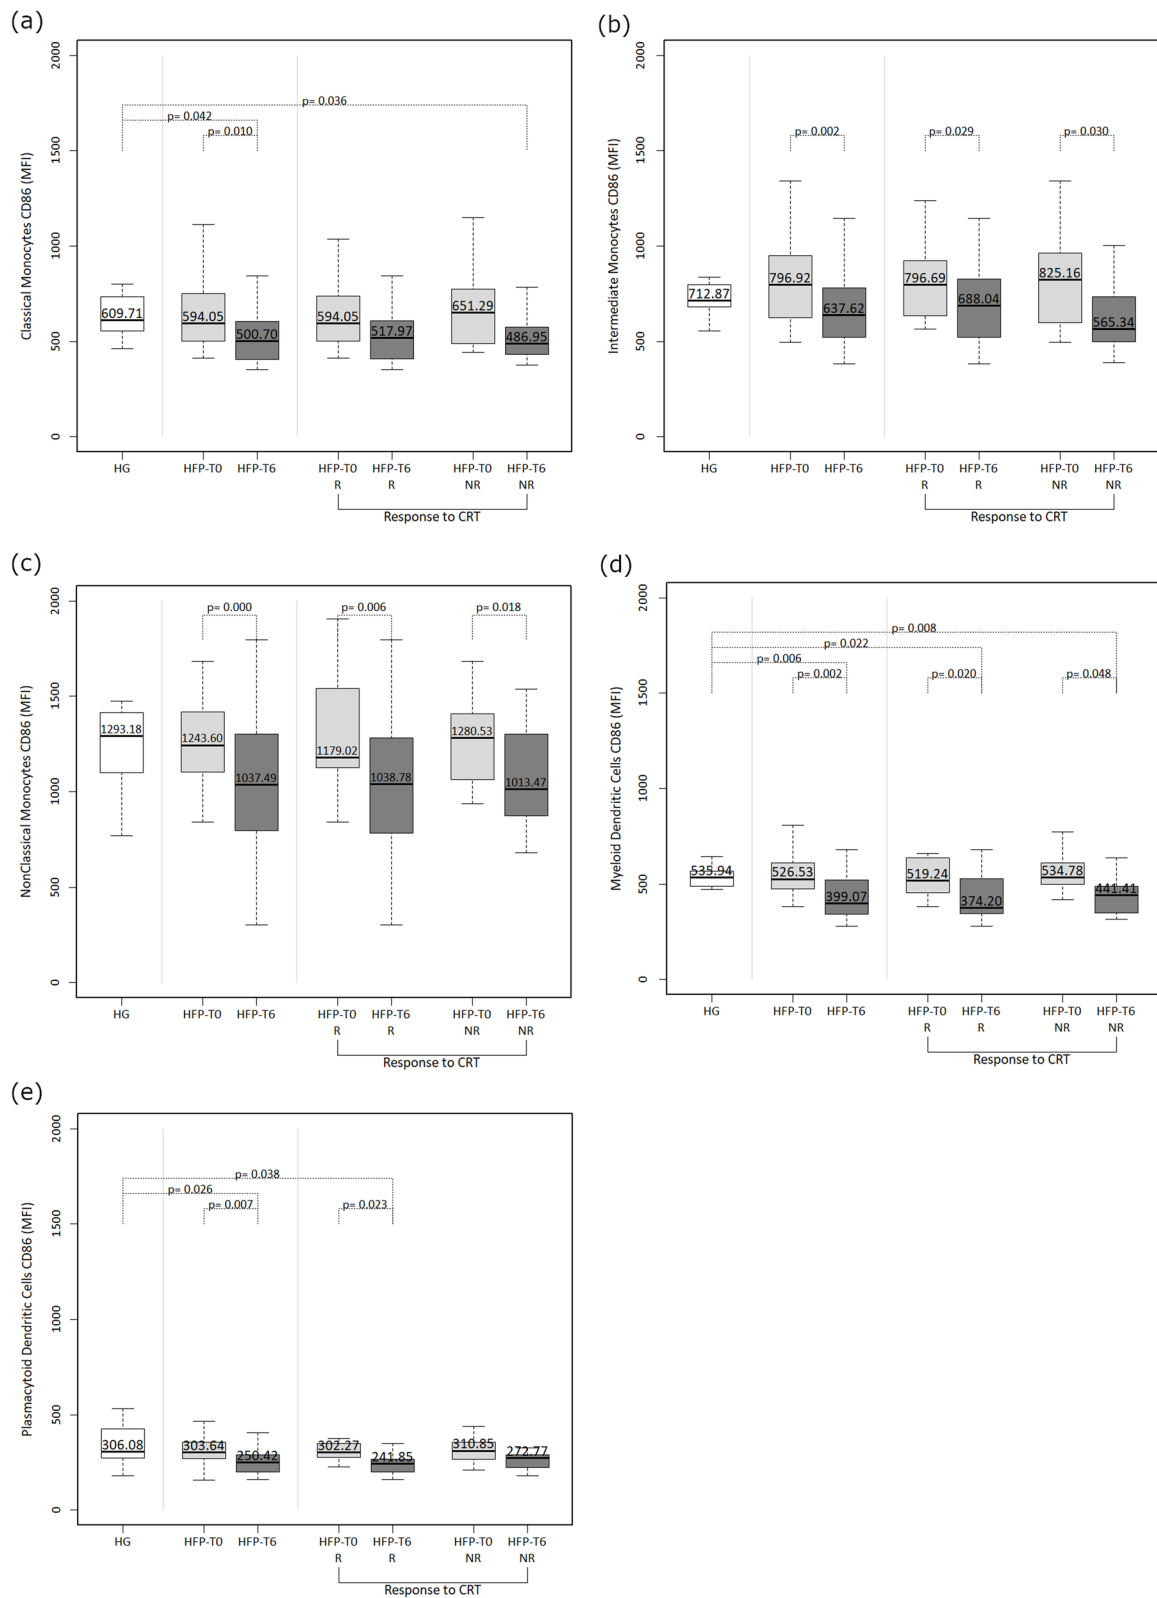 (a)
2000
1500
1000
500
0
Classical Monocytes CD86 (MFI)
p= 0.036
p= 0.042
p= 0.010
609.71
594.05
500.70
594.05
517.97
651.29
486.95
HG HFP-T0 HFP-T6 HFP-T0 HFP-T6 HFP-T0 HFP-T6
R R NR NR
Response to CRT
(b)
2000
1500
1000
500
0
Intermediate Monocytes CD86 (MFI)
p= 0.002 p= 0.029 p= 0.030
712.87
796.92
637.62
796.69
688.04
825.16
565.34
HG HFP-T0 HFP-T6 HFP-T0 HFP-T6 HFP-T0 HFP-T6
R R NR NR
Response to CRT
(c)
2000
1500
1000
500
0
NonClassical Monocytes CD86 (MFI)
p= 0.000 p= 0.006 p= 0.018
1293.18
1243.60
1037.49
1179.02
1038.78
1280.53
1013.47
HG HFP-T0 HFP-T6 HFP-T0 HFP-T6 HFP-T0 HFP-T6
R R NR NR
Response to CRT
(d)
2000
1500
1000
500
0
Myeloid Dendritic Cells CD86 (MFI)
p= 0.008
p= 0.022
p= 0.006
p= 0.002 p= 0.020 p= 0.048
535.94
526.53
399.07
519.24
374.20
534.78
441.41
HG HFP-T0 HFP-T6 HFP-T0 HFP-T6 HFP-T0 HFP-T6
R R NR NR
Response to CRT
(e)
2000
1500
1000
500
0
Plasmacytoid Dendritic Cells CD86 (MFI)
p= 0.038
p= 0.026
p= 0.007 p= 0.023
306.08
303.64
250.42
302.27
241.85
310.85
272.77
HG HFP-T0 HFP-T6 HFP-T0 HFP-T6 HFP-T0 HFP-T6
R R NR NR
Response to CRT